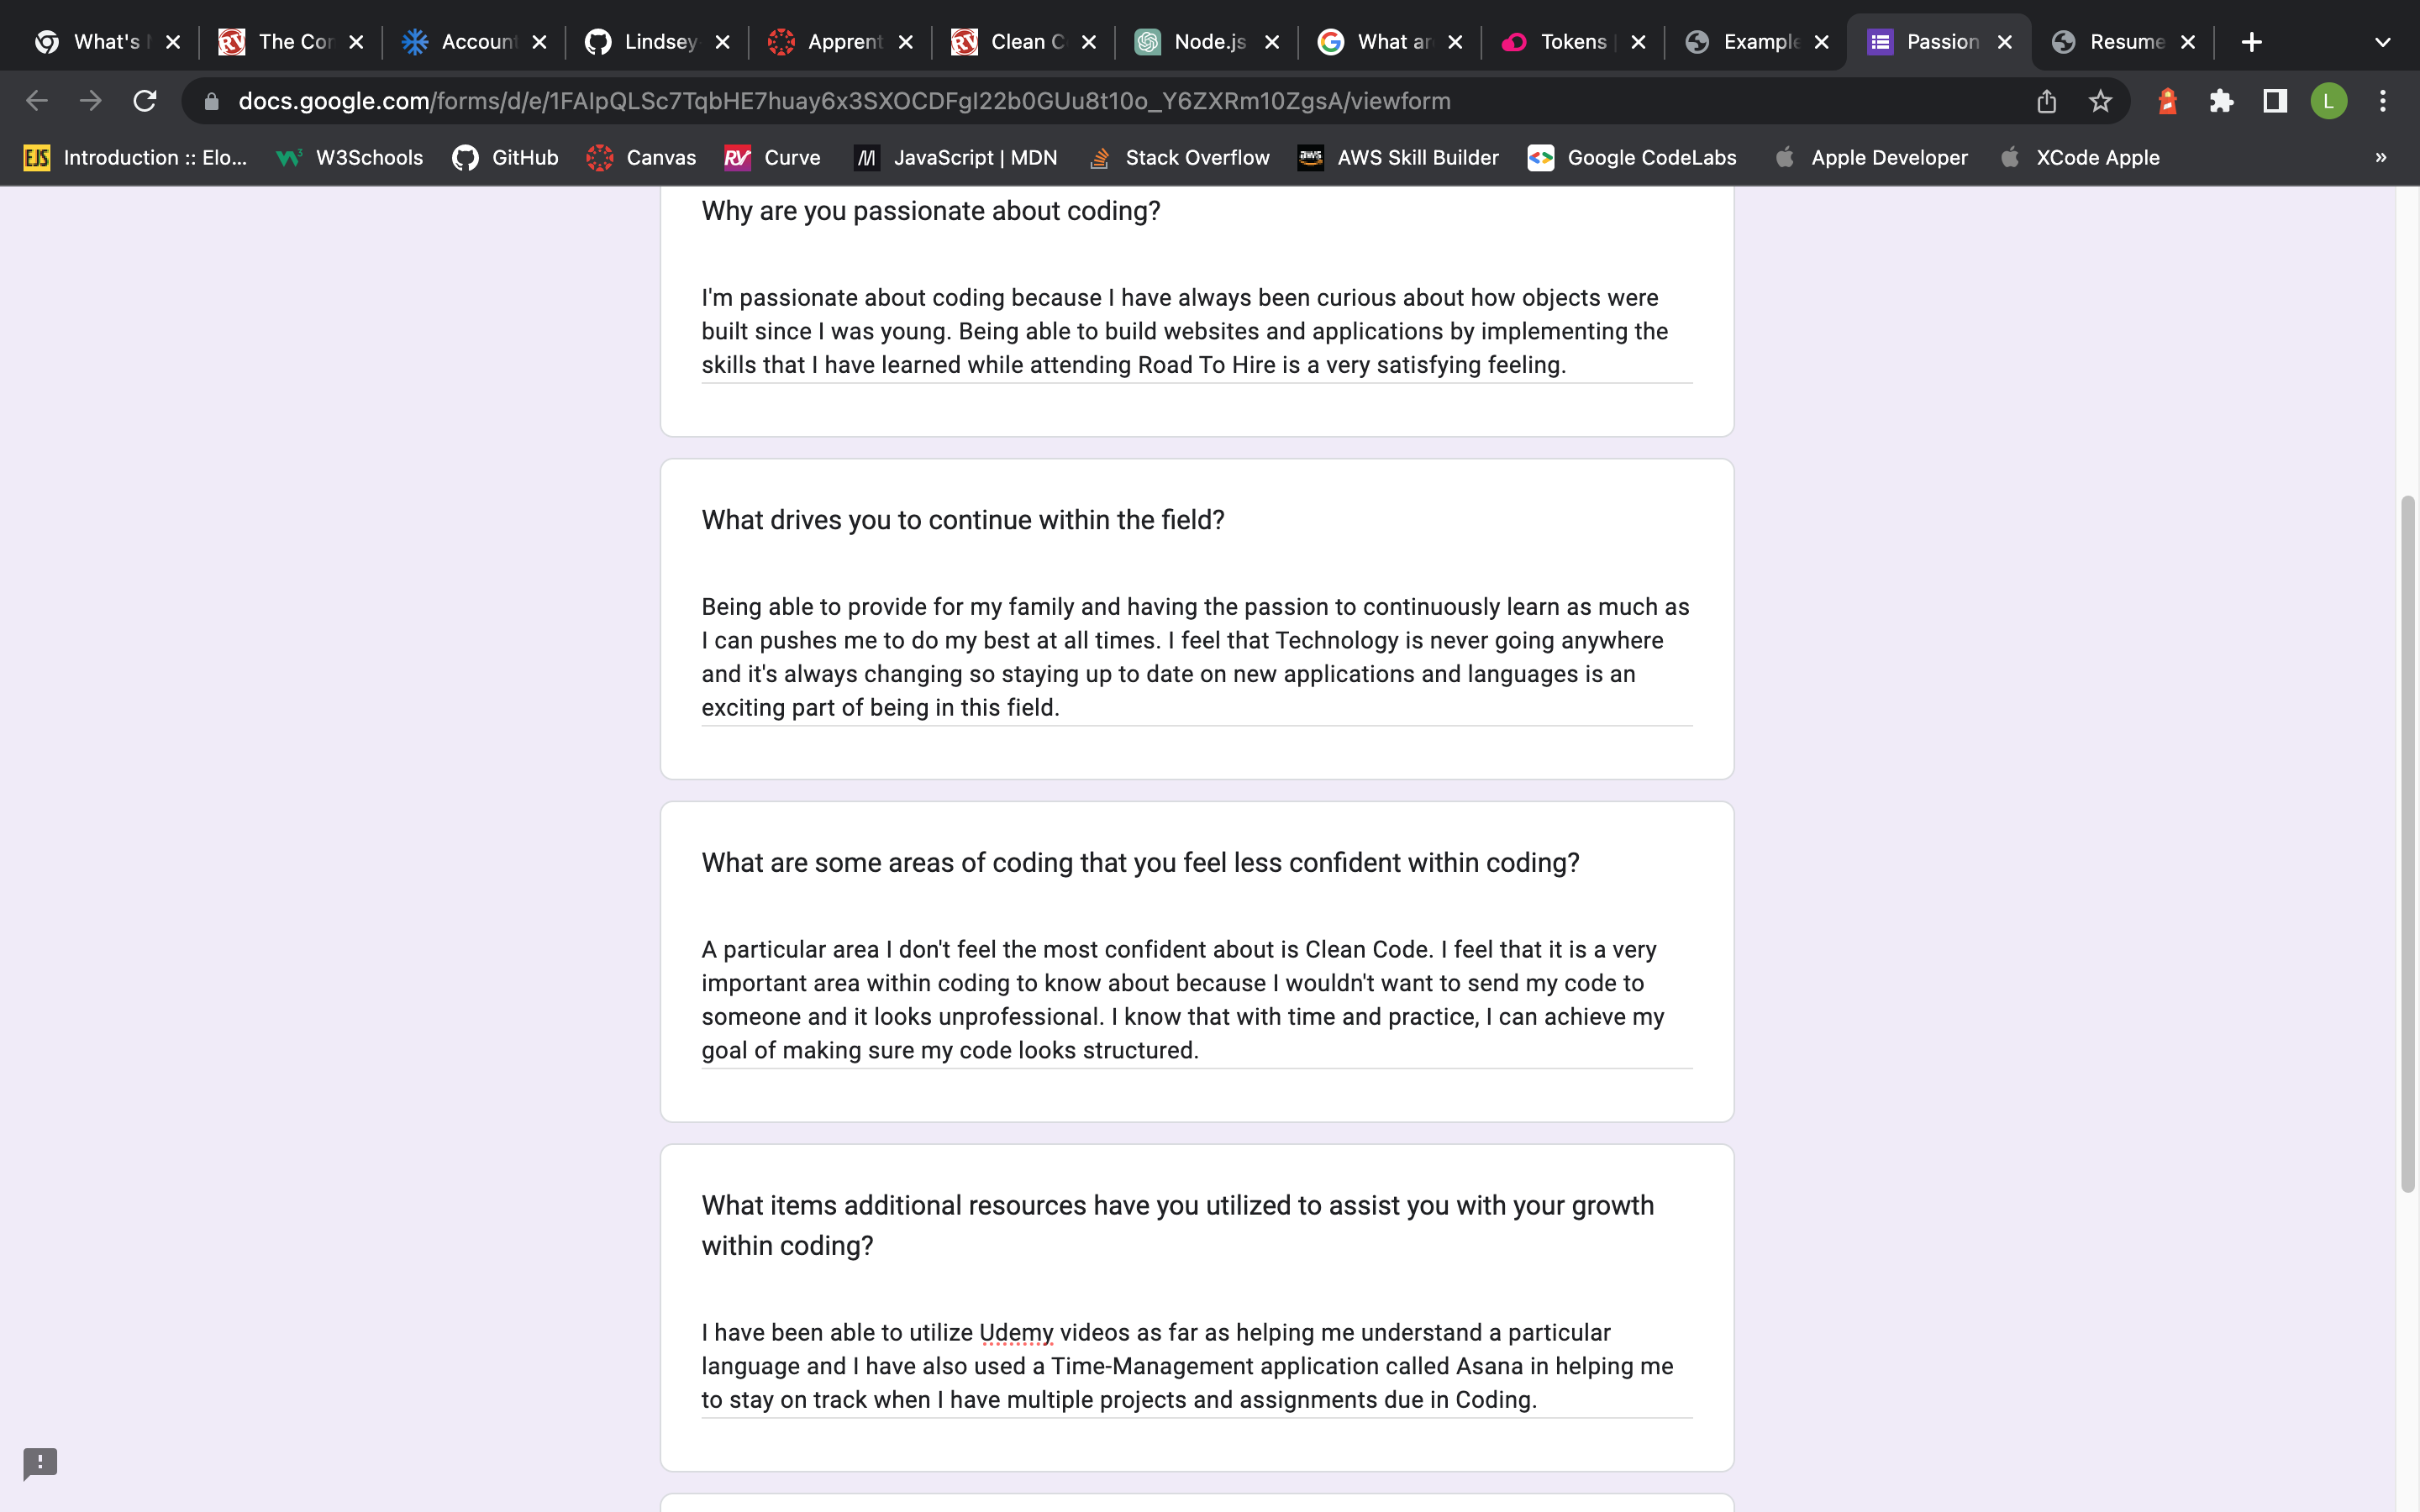 What's
The Cor
Account
Lindsey
Apprent
Clean C
Node.js
What ar
Tokens
Example
Passion
Resume
docs.google.com/forms/d/e/1FAIpQLSc7TqbHE7huay6x3SXOCDFgI22b0GUu8t10o_Y6ZXRm10ZgsA/viewform
L
EJS Introduction :: Elo...
W3Schools
GitHub
Canvas
RV Curve
JavaScript | MDN
Stack Overflow
aws AWS Skill Builder
Google CodeLabs
Apple Developer
XCode Apple
»
Why are you passionate about coding?
I'm passionate about coding because I have always been curious about how objects were
built since I was young. Being able to build websites and applications by implementing the
skills that I have learned while attending Road To Hire is a very satisfying feeling.
What drives you to continue within the field?
Being able to provide for my family and having the passion to continuously learn as much as
I can pushes me to do my best at all times. I feel that Technology is never going anywhere
and it's always changing so staying up to date on new applications and languages is an
exciting part of being in this field.
What are some areas of coding that you feel less confident within coding?
A particular area I don't feel the most confident about is Clean Code. I feel that it is a very
important area within coding to know about because I wouldn't want to send my code to
someone and it looks unprofessional. I know that with time and practice, I can achieve my
goal of making sure my code looks structured.
What items additional resources have you utilized to assist you with your growth
within coding?
I have been able to utilize Udemy videos as far as helping me understand a particular
language and I have also used a Time-Management application called Asana in helping me
to stay on track when I have multiple projects and assignments due in Coding.